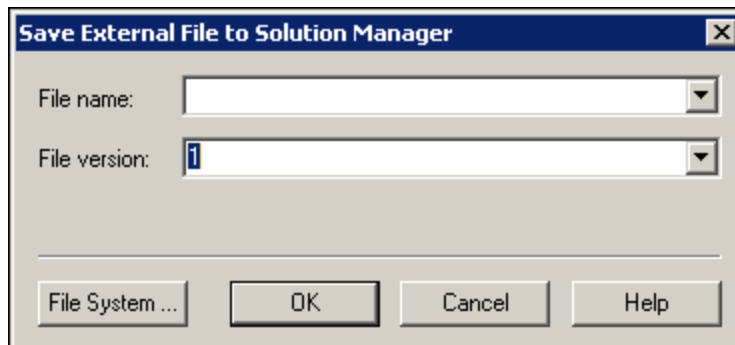 Save External File to Solution Manager
File name:
File version: 1
File System ... OK Cancel Help